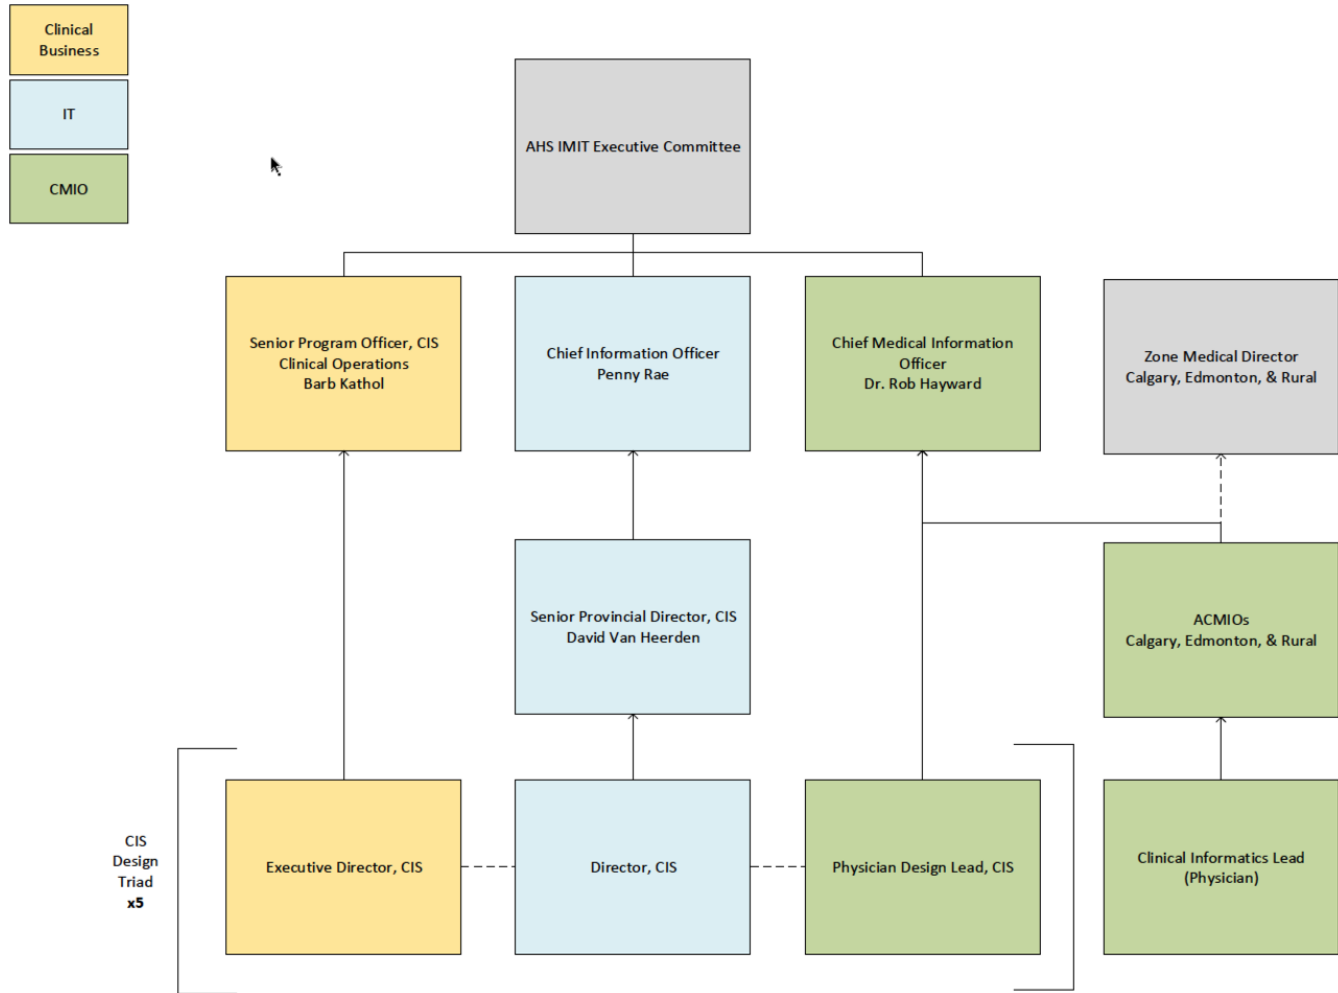 Clinical
Business
IT
CMIO
AHS IMIT Executive Committee
Senior Program Officer, CIS
Clinical Operations
Barb Kathol
Chief Information Officer
Penny Rae
Chief Medical Information
Officer
Dr. Rob Hayward
Zone Medical Director
Calgary, Edmonton, & Rural
Senior Provincial Director, CIS
David Van Heerden
ACMIOs
Calgary, Edmonton, & Rural
CIS
Design
Triad
x5
Executive Director, CIS
Director, CIS
Physician Design Lead, CIS
Clinical Informatics Lead
(Physician)